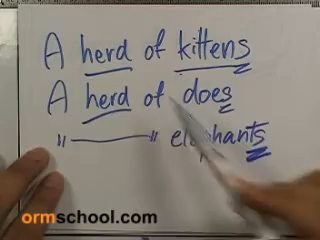 A herd of kittens
A herd of does
" ———— " elephants
ormschool.com